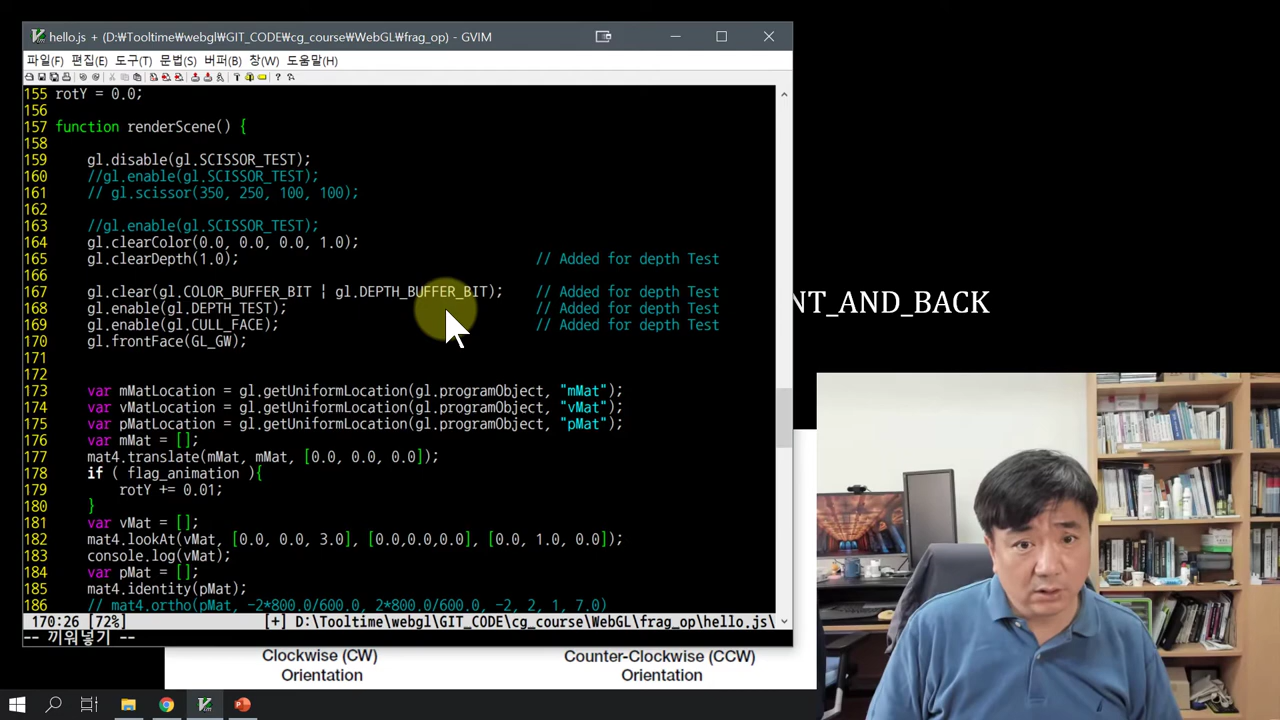 hello.js + (D:₩Tooltime₩webgl₩GIT_CODE₩cg_course₩WebGL₩frag_op) - GVIM
파일(F) 편집(E) 도구(T) 문법(S) 버퍼(B) 창(W) 도움말(H)
155 rotY = 0.0;
156
157 function renderScene() {
158
159 gl.disable(gl.SCISSOR_TEST);
160 //gl.enable(gl.SCISSOR_TEST);
161 // gl.scissor(350, 250, 100, 100);
162
163 //gl.enable(gl.SCISSOR_TEST);
164 gl.clearColor(0.0, 0.0, 0.0, 1.0);
165 gl.clearDepth(1.0); // Added for depth Test
166
167 gl.clear(gl.COLOR_BUFFER_BIT | gl.DEPTH_BUFFER_BIT); // Added for depth Test
168 gl.enable(gl.DEPTH_TEST); // Added for depth Test
169 gl.enable(gl.CULL_FACE); // Added for depth Test
170 gl.frontFace(GL_GW);
171
172
173 var mMatLocation = gl.getUniformLocation(gl.programObject, "mMat");
174 var vMatLocation = gl.getUniformLocation(gl.programObject, "vMat");
175 var pMatLocation = gl.getUniformLocation(gl.programObject, "pMat");
176 var mMat = [];
177 mat4.translate(mMat, mMat, [0.0, 0.0, 0.0]);
178 if ( flag_animation ){
179 rotY += 0.01;
180 }
181 var vMat = [];
182 mat4.lookAt(vMat, [0.0, 0.0, 3.0], [0.0,0.0,0.0], [0.0, 1.0, 0.0]);
183 console.log(vMat);
184 var pMat = [];
185 mat4.identity(pMat);
186 // mat4.ortho(pMat, -2*800.0/600.0, 2*800.0/600.0, -2, 2, 1, 7.0)
170:26 [72%] [+] D:\Tooltime\webgl\GIT_CODE\cg_course\WebGL\frag_op\hello.js\
-- 끼워넣기 --
NT_AND_BACK
Clockwise (CW)
Orientation
Counter-Clockwise (CCW)
Orientation